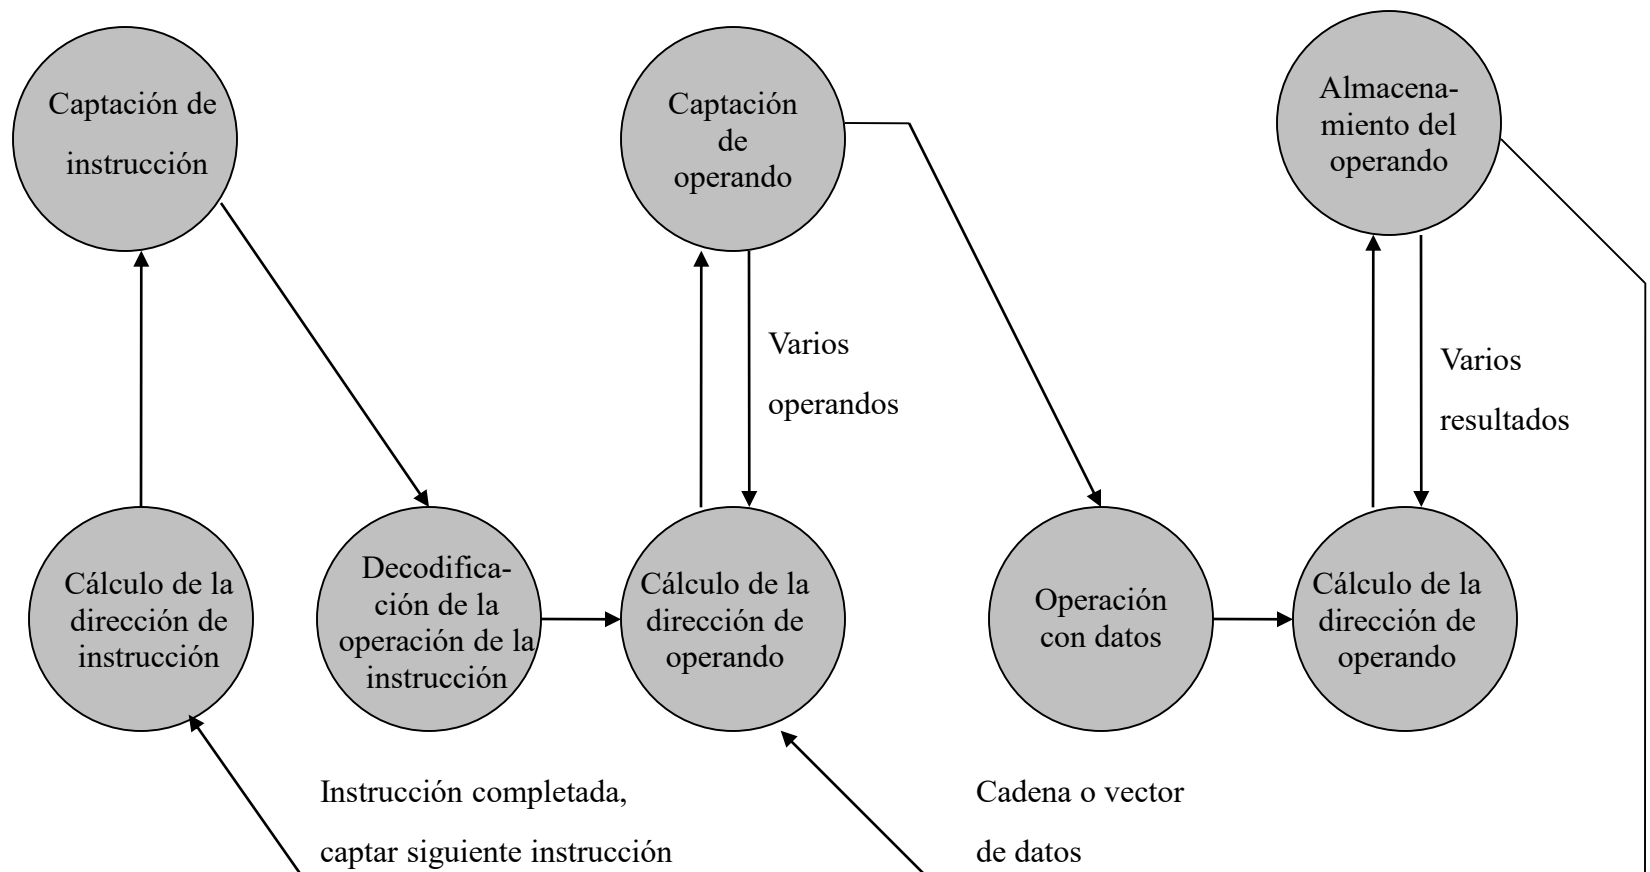 Captación de
instrucción
Captación
de
operando
Almacena-
miento del
operando
Varios
operandos
Varios
resultados
Cálculo de la
dirección de
instrucción
Decodifica-
ción de la
operación de la
instrucción
Cálculo de la
dirección de
operando
Operación
con datos
Cálculo de la
dirección de
operando
Instrucción completada,
captar siguiente instrucción
Cadena o vector
de datos